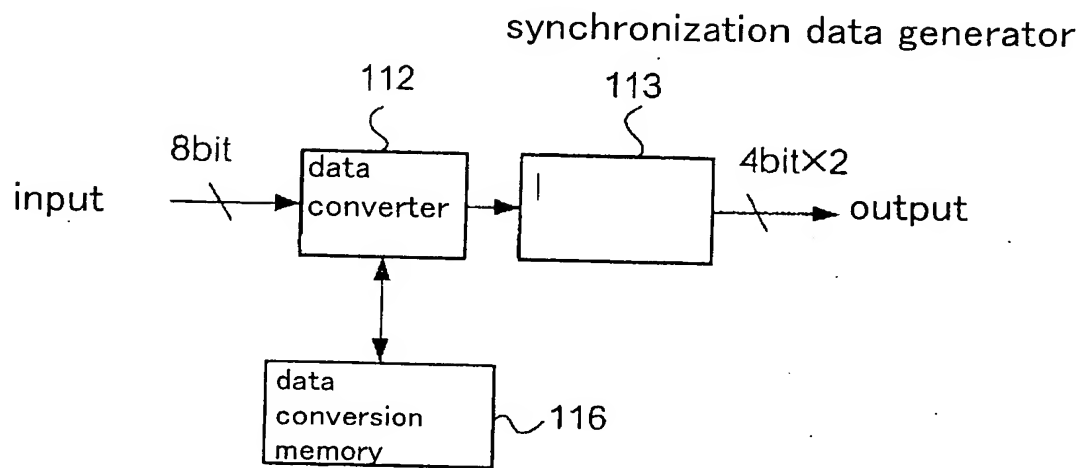 synchronization data generator
112
113
8bit
4bit×2
input
data
converter
output
data
conversion
memory
116